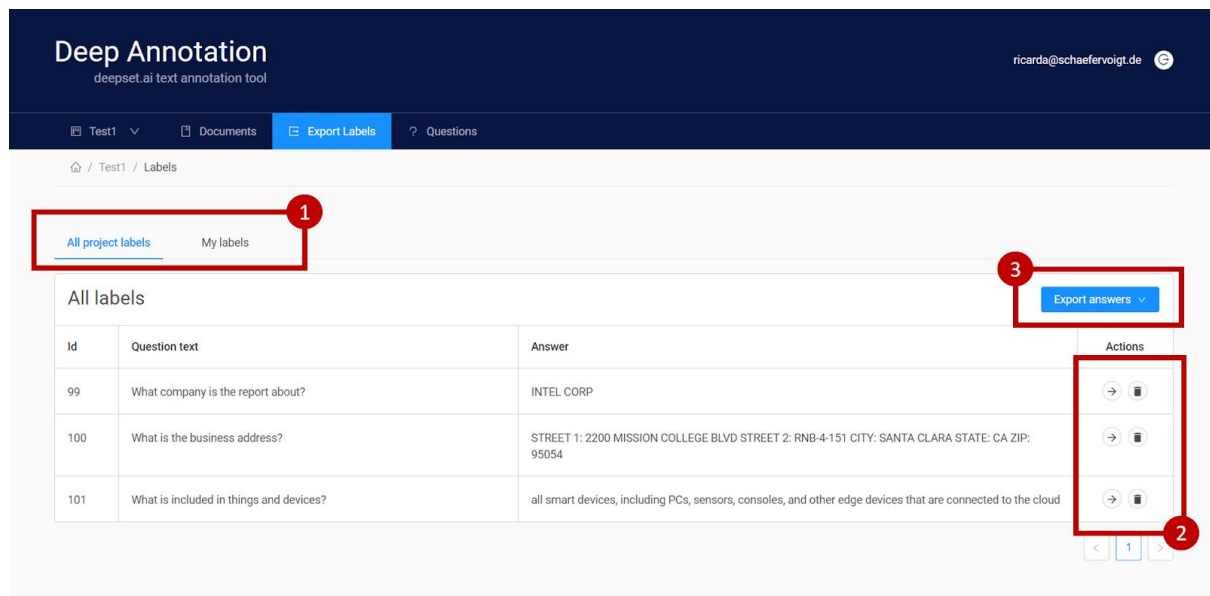 Deep Annotation
deepset.ai text annotation tool
ricarda@schaefervoigt.de
Test1
Documents
Export Labels
? Questions
/ Test1 / Labels
1
All project labels
My labels
3
All labels
Export answers
Id
Question text
Answer
Actions
99
What company is the report about?
INTEL CORP
100
What is the business address?
STREET 1: 2200 MISSION COLLEGE BLVD STREET 2: RNB-4-151 CITY: SANTA CLARA STATE: CA ZIP:
95054
101
What is included in things and devices?
all smart devices, including PCs, sensors, consoles, and other edge devices that are connected to the cloud
2
< 1 >